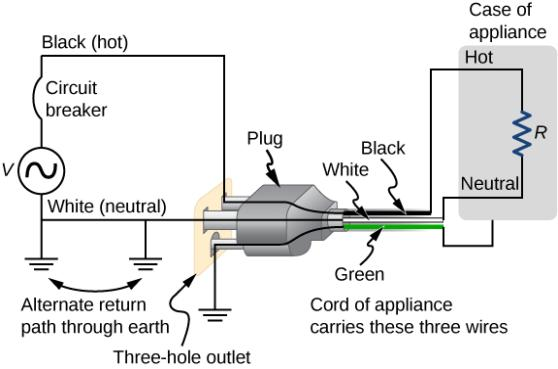 Case of
appliance
Black (hot)
Hot
Circuit
breaker
R
Plug
Black
White
V
Neutral
White (neutral)
Green
Alternate return
path through earth
Cord of appliance
carries these three wires
Three-hole outlet